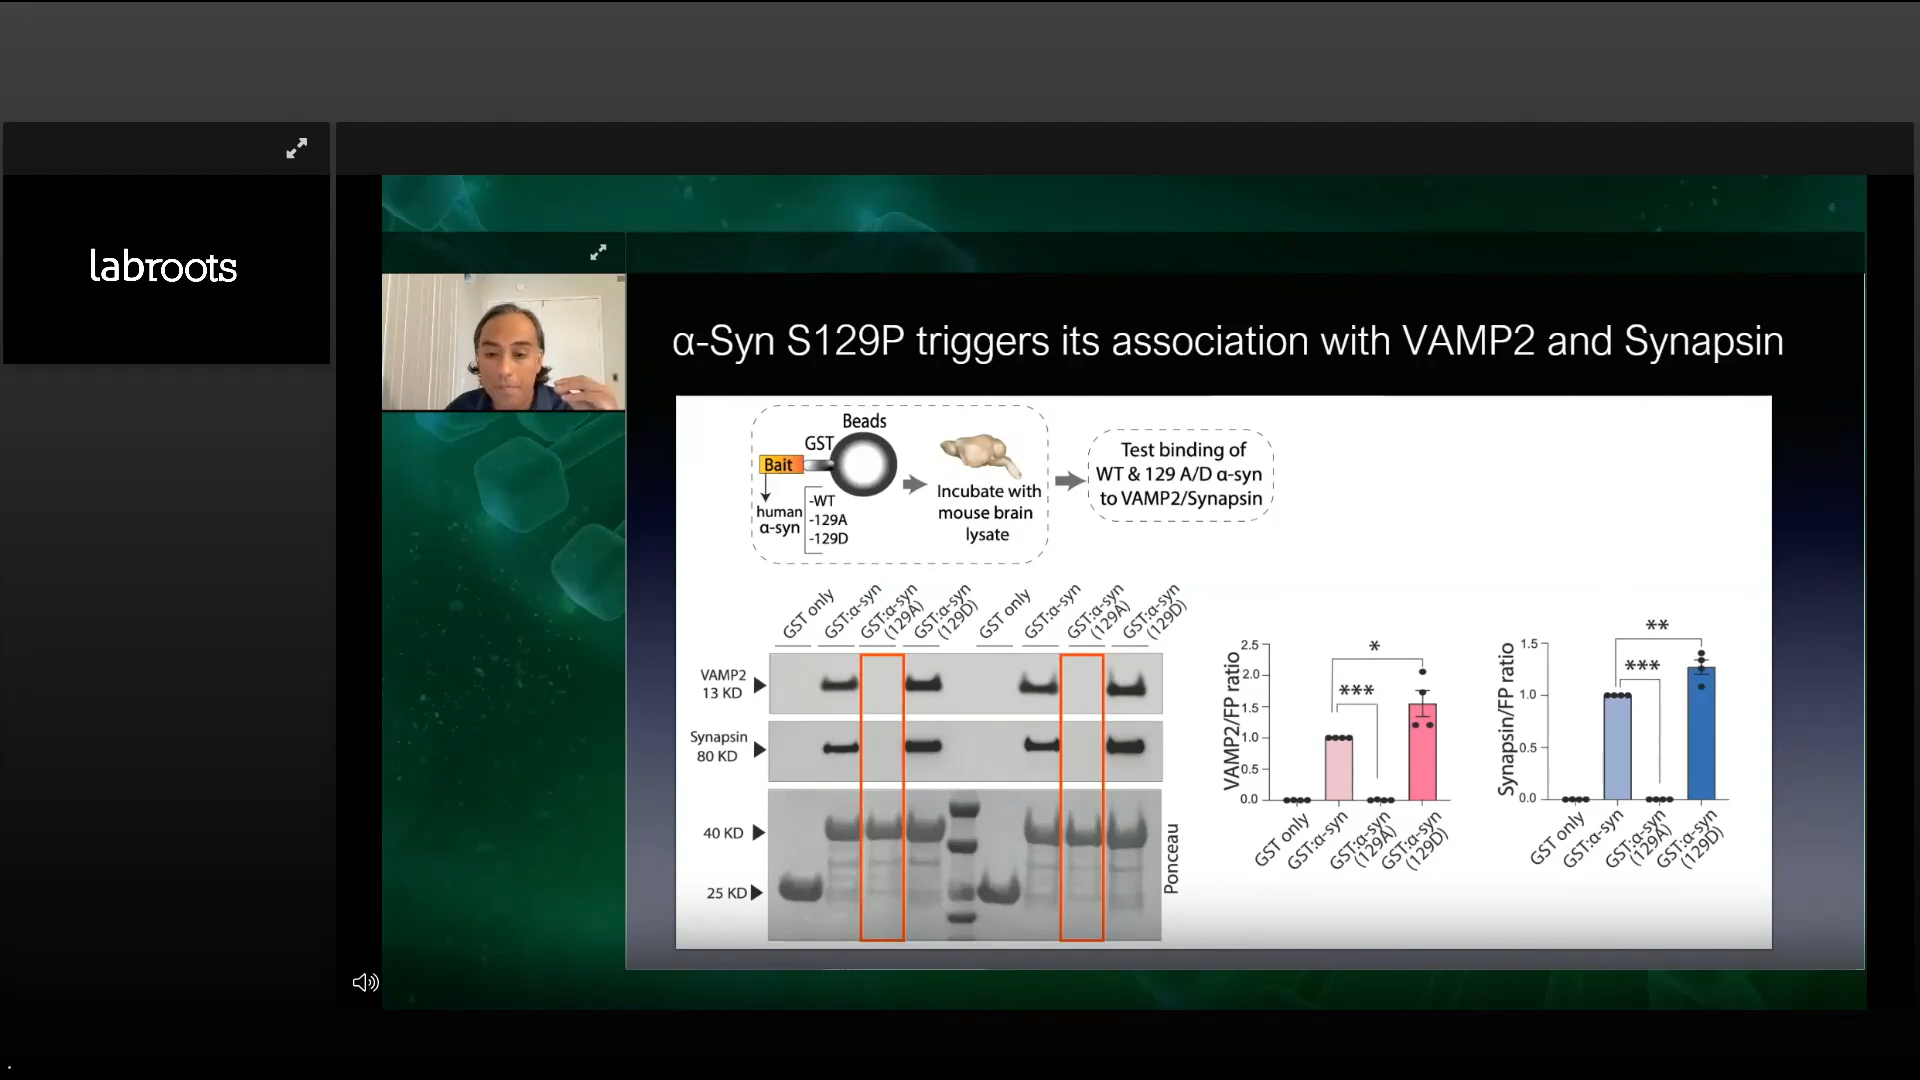 labroots
α-Syn S129P triggers its association with VAMP2 and Synapsin
Beads
GST
Bait
human
α-syn
-WT
-129A
-129D
Incubate with
mouse brain
lysate
Test binding of
WT & 129 A/D α-syn
to VAMP2/Synapsin
GST only
GST:α-syn
GST:α-syn
(129A)
GST:α-syn
(129D)
GST only
GST:α-syn
GST:α-syn
(129A)
GST:α-syn
(129D)
VAMP2
13 KD
Synapsin
80 KD
40 KD
25 KD
Ponceau
VAMP2/FP ratio
2.5
2.0
1.5
1.0
0.5
0.0
*
***
GST only
GST:α-syn
GST:α-syn
(129A)
GST:α-syn
(129D)
Synapsin/FP ratio
1.5
1.0
0.5
0.0
**
***
GST only
GST:α-syn
GST:α-syn
(129A)
GST:α-syn
(129D)